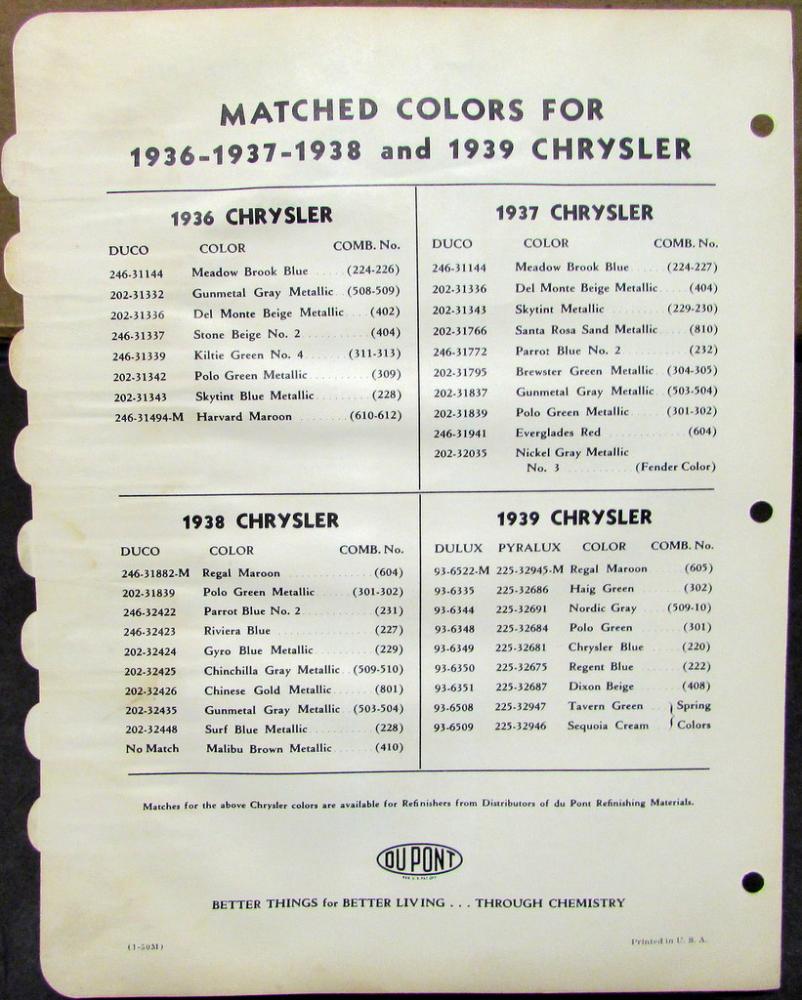 MATCHED COLORS FOR
1936-1937-1938 and 1939 CHRYSLER
1936 CHRYSLER
DUCO COLOR COMB. No.
246-31144 Meadow Brook Blue (224-226)
202-31332 Gunmetal Gray Metallic (508-509)
202-31336 Del Monte Beige Metallic (402)
246-31337 Stone Beige No. 2 (404)
246-31339 Kiltie Green No. 4 (311-313)
202-31342 Polo Green Metallic (309)
202-31343 Skytint Blue Metallic (228)
246-31494-M Harvard Maroon (610-612)
1937 CHRYSLER
DUCO COLOR COMB. No.
246-31144 Meadow Brook Blue (224-227)
202-31336 Del Monte Beige Metallic (404)
202-31343 Skytint Metallic (229-230)
202-31766 Santa Rosa Sand Metallic (810)
246-31772 Parrot Blue No. 2 (232)
202-31795 Brewster Green Metallic (304-305)
202-31837 Gunmetal Gray Metallic (503-504)
202-31839 Polo Green Metallic (301-302)
246-31941 Everglades Red (604)
202-32035 Nickel Gray Metallic
No. 3 (Fender Color)
1938 CHRYSLER
DUCO COLOR COMB. No.
246-31882-M Regal Maroon (604)
202-31839 Polo Green Metallic (301-302)
246-32422 Parrot Blue No. 2 (231)
246-32423 Riviera Blue (227)
202-32424 Gyro Blue Metallic (229)
202-32425 Chinchilla Gray Metallic (509-510)
202-32426 Chinese Gold Metallic (801)
202-32435 Gunmetal Gray Metallic (503-504)
202-32448 Surf Blue Metallic (228)
No Match Malibu Brown Metallic (410)
1939 CHRYSLER
DULUX PYRALUX COLOR COMB. No.
93-6522-M 225-32945-M Regal Maroon (605)
93-6335 225-32686 Haig Green (302)
93-6344 225-32691 Nordic Gray (509-10)
93-6348 225-32684 Polo Green (301)
93-6349 225-32681 Chrysler Blue (220)
93-6350 225-32675 Regent Blue (222)
93-6351 225-32687 Dixon Beige (408)
93-6508 225-32947 Tavern Green Spring
93-6509 225-32946 Sequoia Cream Colors
Matches for the above Chrysler colors are available for Refinishers from Distributors of du Pont Refinishing Materials.
DU PONT
REG. U.S. PAT. OFF.
BETTER THINGS for BETTER LIVING ... THROUGH CHEMISTRY
(1-5031)
Printed in U. S. A.